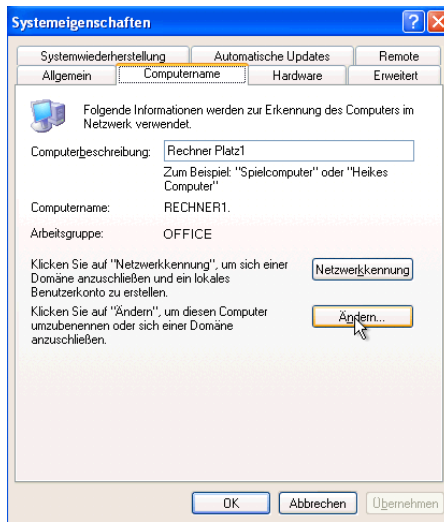 Systemeigenschaften
Systemwiederherstellung Automatische Updates Remote
Allgemein Computername Hardware Erweitert
Folgende Informationen werden zur Erkennung des Computers im
Netzwerk verwendet.
Computerbeschreibung: Rechner Platz1
Zum Beispiel: "Spielcomputer" oder "Heikes
Computer"
Computername: RECHNER1.
Arbeitsgruppe: OFFICE
Klicken Sie auf "Netzwerkkennung", um sich einer
Domäne anzuschließen und ein lokales
Benutzerkonto zu erstellen.
Netzwerkkennung
Klicken Sie auf "Ändern", um diesen Computer
umzubenennen oder sich einer Domäne
anzuschließen.
Ändern...
OK Abbrechen Übernehmen